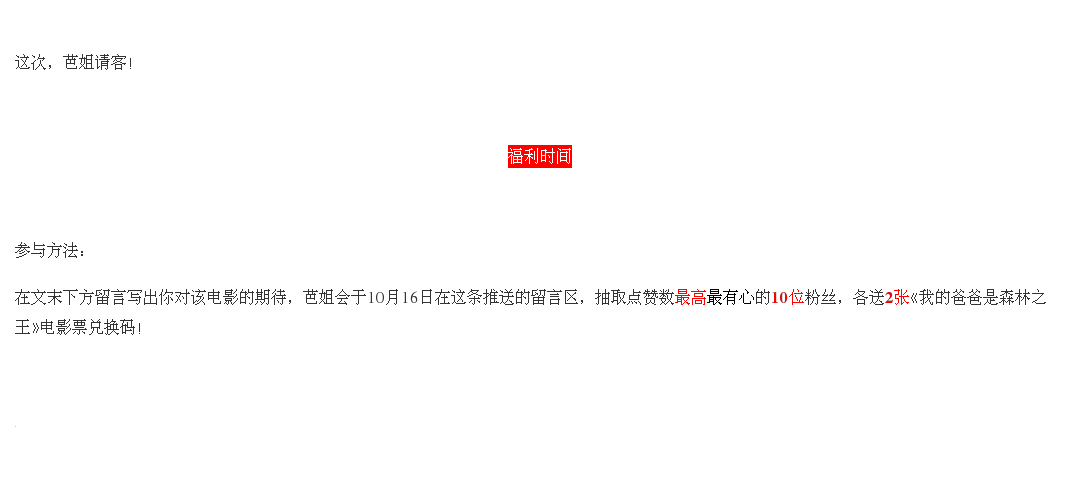 这次，芭姐请客！
福利时间
参与方法：
在文末下方留言写出你对该电影的期待，芭姐会于10月16日在这条推送的留言区，抽取点赞数最高最有心的10位粉丝，各送2张《我的爸爸是森林之
王》电影票兑换码！